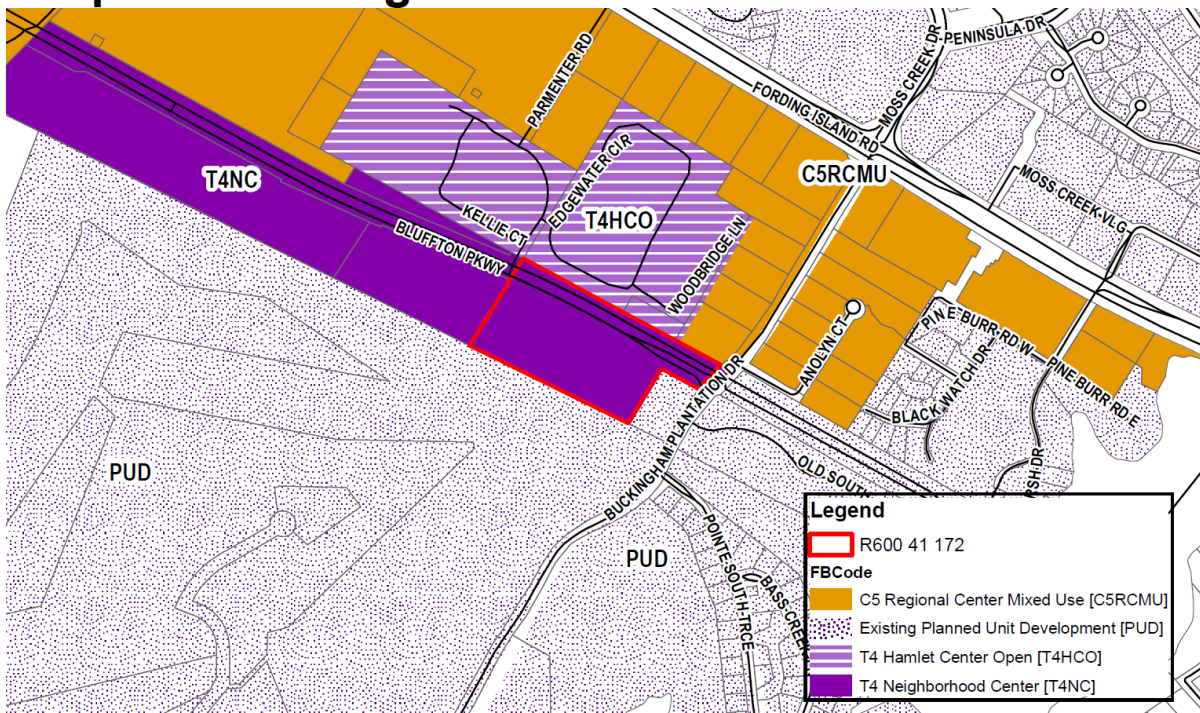 PENINSULA DR
MOSS CREEK DR
PARMENTER RD
FORDING ISLAND RD
T4NC
EDGEWATER CIR
C5RCMU
MOSS CREEK VLG
KELLIE CT
T4HCO
BLUFFTON PKWY
WOODBRIDGE LN
PINE BURR RD W
ANOLYN CT
PINE BURR RD E
BLACK WATCH DR
BUCKINGHAM PLANTATION DR
PUD
OLD SOUTH
RSH DR
PUD
POINTE SOUTH TRCE
BASS CREEK
Legend
R600 41 172
FBCode
C5 Regional Center Mixed Use [C5RCMU]
Existing Planned Unit Development [PUD]
T4 Hamlet Center Open [T4HCO]
T4 Neighborhood Center [T4NC]